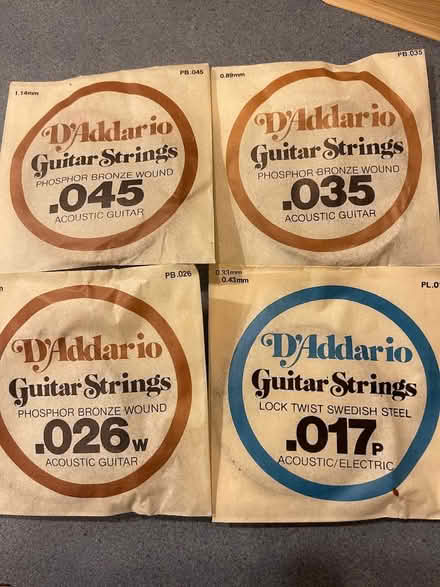 PB.045
1.14mm
D'Addario
Guitar Strings
PHOSPHOR BRONZE WOUND
.045
ACOUSTIC GUITAR
PB.035
0.89mm
D'Addario
Guitar Strings
PHOSPHOR BRONZE WOUND
.035
ACOUSTIC GUITAR
PB.026
D'Addario
Guitar Strings
PHOSPHOR BRONZE WOUND
.026w
ACOUSTIC GUITAR
0.33mm
0.43mm
D'Addario
Guitar Strings
LOCK TWIST SWEDISH STEEL
.017P
ACOUSTIC/ELECTRIC